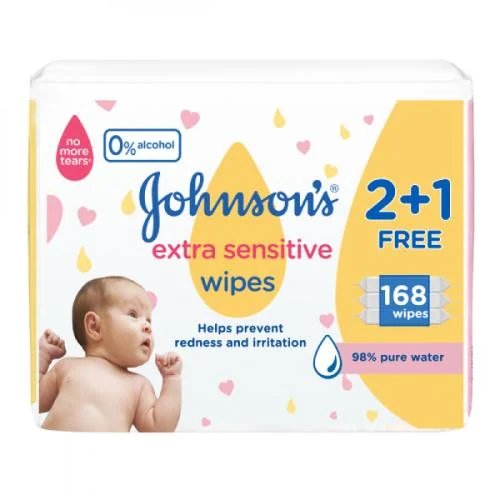 no
more
tears®
0% alcohol
Johnson's®
extra sensitive
wipes
Helps prevent
redness and irritation
2+1
FREE
168
wipes
98% pure water